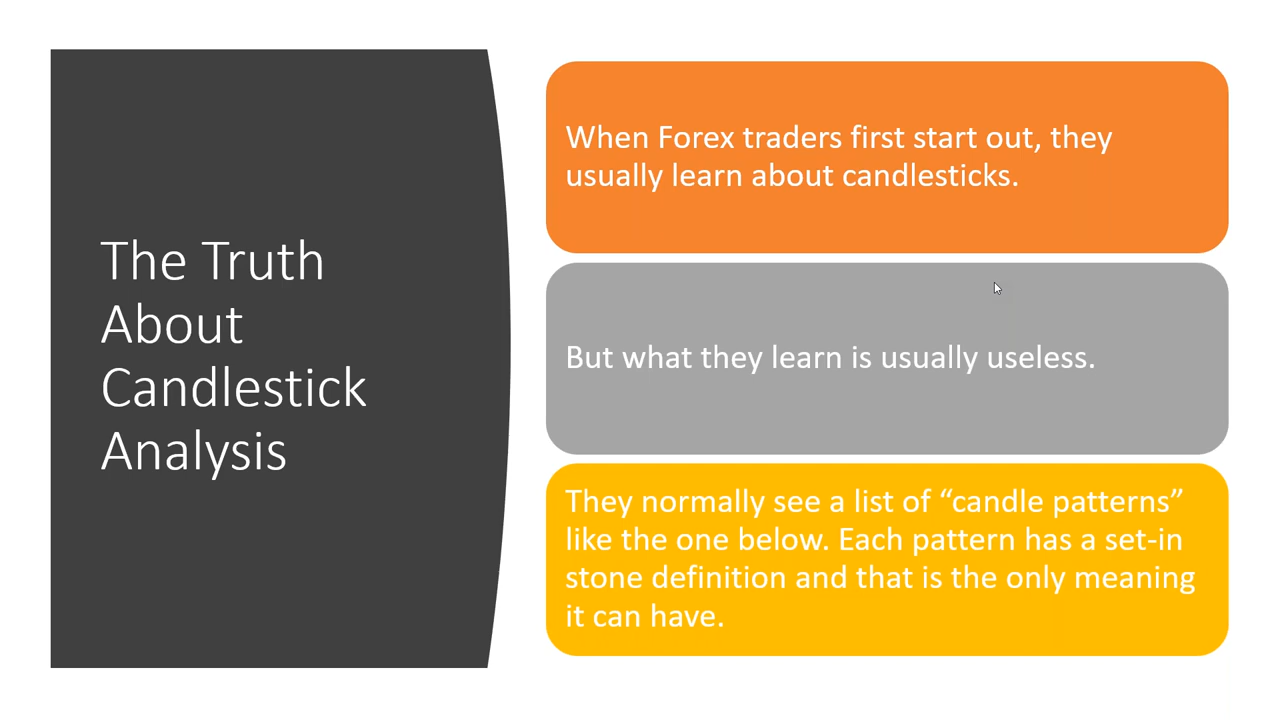 The Truth
About
Candlestick
Analysis
When Forex traders first start out, they
usually learn about candlesticks.
But what they learn is usually useless.
They normally see a list of “candle patterns”
like the one below. Each pattern has a set-in
stone definition and that is the only meaning
it can have.